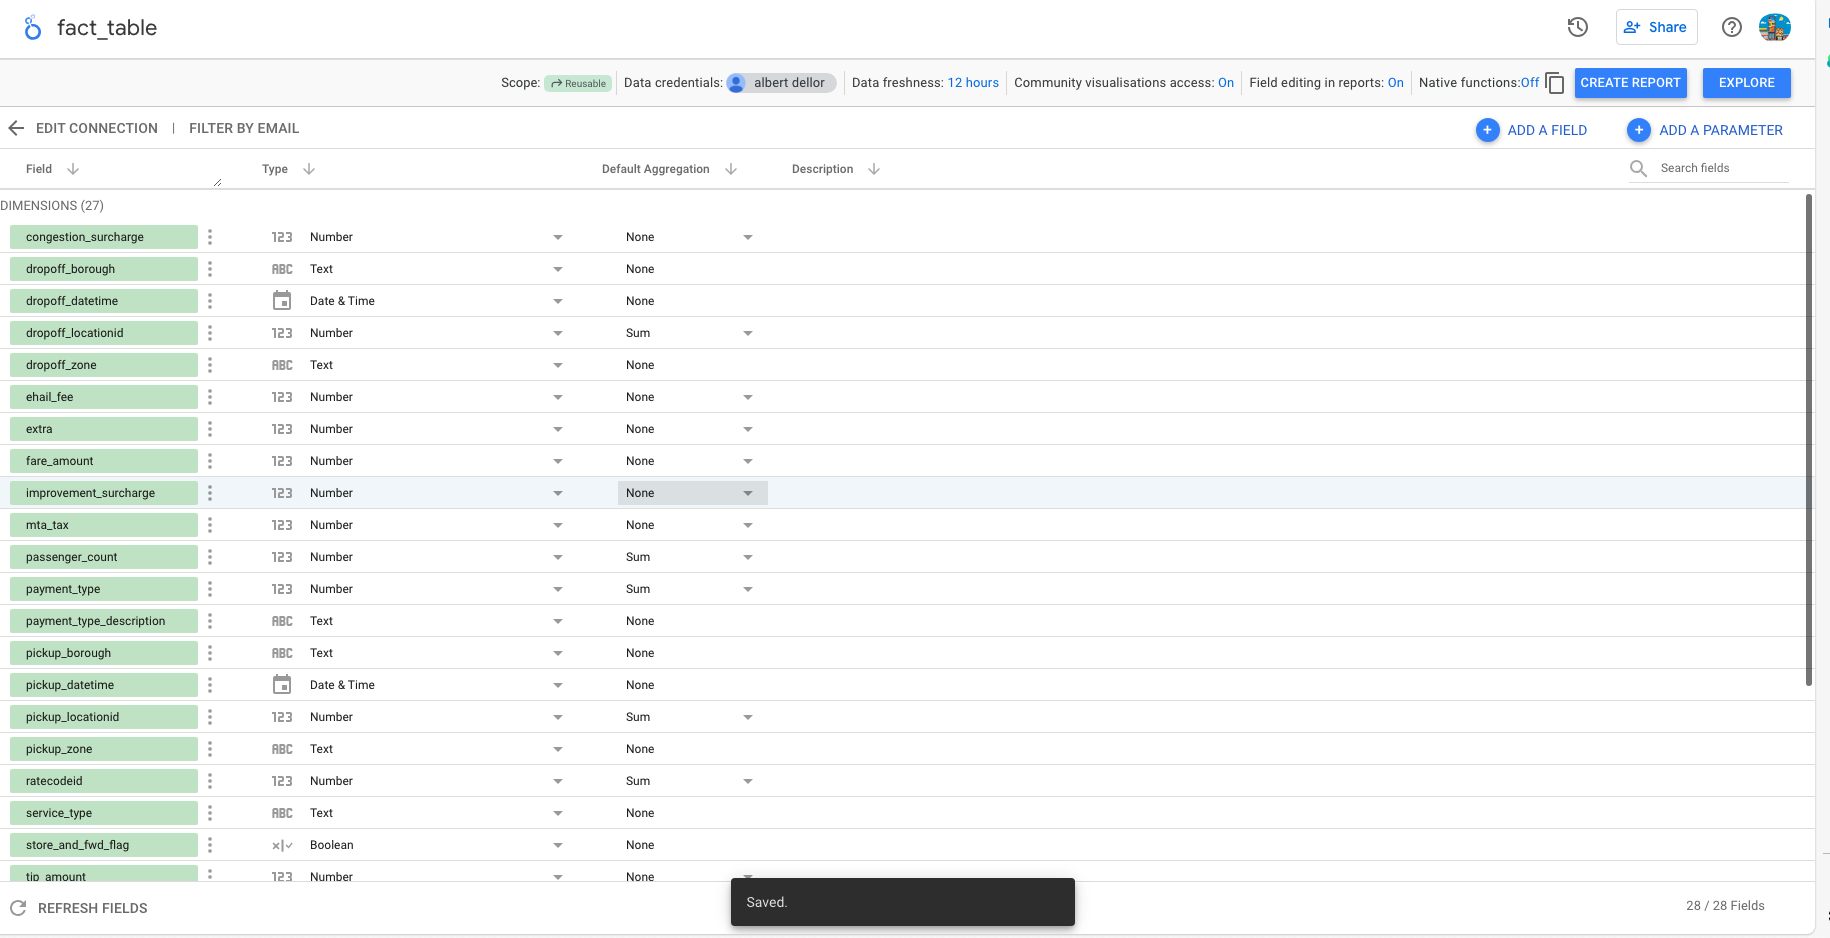 fact_table
Share
Scope: Reusable Data credentials: albert dellor Data freshness: 12 hours Community visualisations access: On Field editing in reports: On Native functions:Off CREATE REPORT EXPLORE
EDIT CONNECTION | FILTER BY EMAIL ADD A FIELD ADD A PARAMETER
Field Type Default Aggregation Description Search fields
DIMENSIONS (27)
congestion_surcharge 123 Number None
dropoff_borough ABC Text None
dropoff_datetime Date & Time None
dropoff_locationid 123 Number Sum
dropoff_zone ABC Text None
ehail_fee 123 Number None
extra 123 Number None
fare_amount 123 Number None
improvement_surcharge 123 Number None
mta_tax 123 Number None
passenger_count 123 Number Sum
payment_type 123 Number Sum
payment_type_description ABC Text None
pickup_borough ABC Text None
pickup_datetime Date & Time None
pickup_locationid 123 Number Sum
pickup_zone ABC Text None
ratecodeid 123 Number Sum
service_type ABC Text None
store_and_fwd_flag Boolean None
tip_amount 123 Number None
Saved.
REFRESH FIELDS 28 / 28 Fields